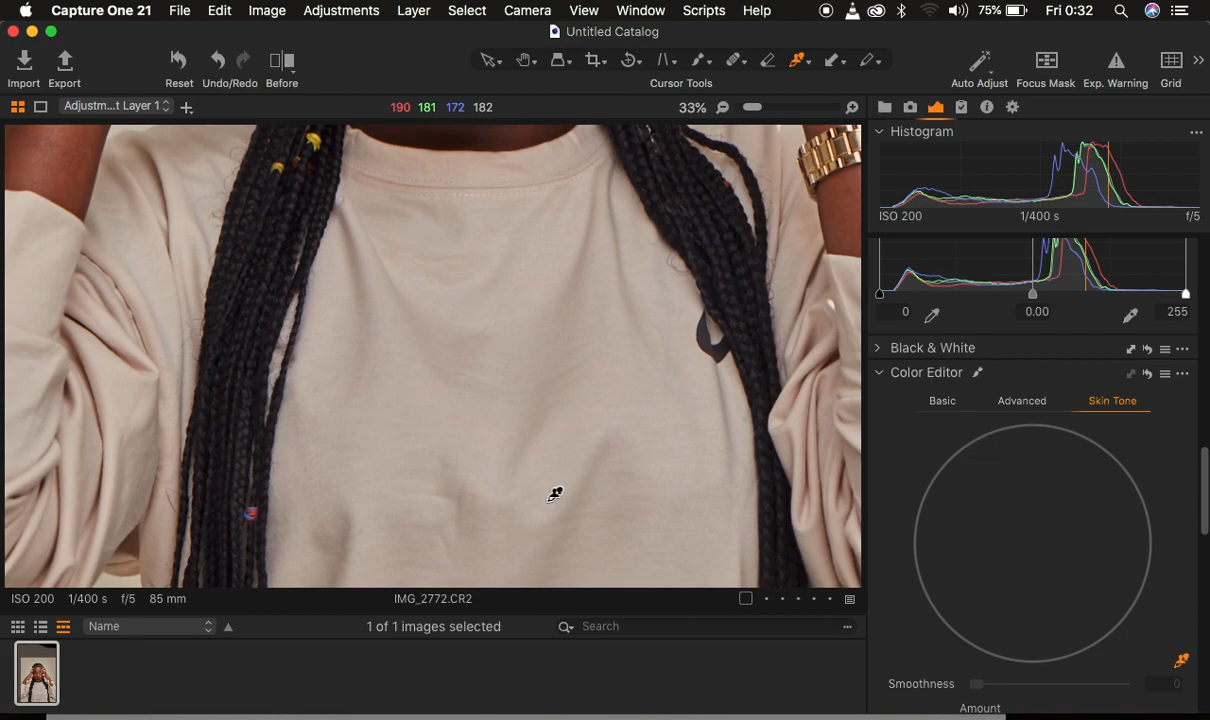 Capture One 21 File Edit Image Adjustments Layer Select Camera View Window Scripts Help 75% Fri 0:32
Untitled Catalog
Import Export Reset Undo/Redo Before Cursor Tools Auto Adjust Focus Mask Exp. Warning Grid
Adjustm...t Layer 1 190 181 172 182 33%
Histogram
ISO 200 1/400 s f/5
0 0.00 255
Black & White
Color Editor
Basic Advanced Skin Tone
Smoothness 0
Amount
ISO 200 1/400 s f/5 85 mm IMG_2772.CR2
Name 1 of 1 images selected Search